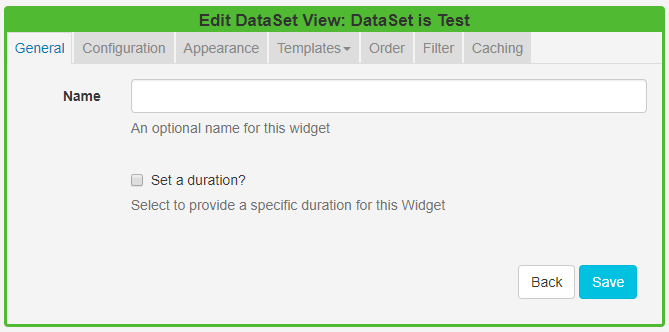 Edit DataSet View: DataSet is Test
General Configuration Appearance Templates Order Filter Caching
Name
An optional name for this widget
Set a duration?
Select to provide a specific duration for this Widget
Back Save